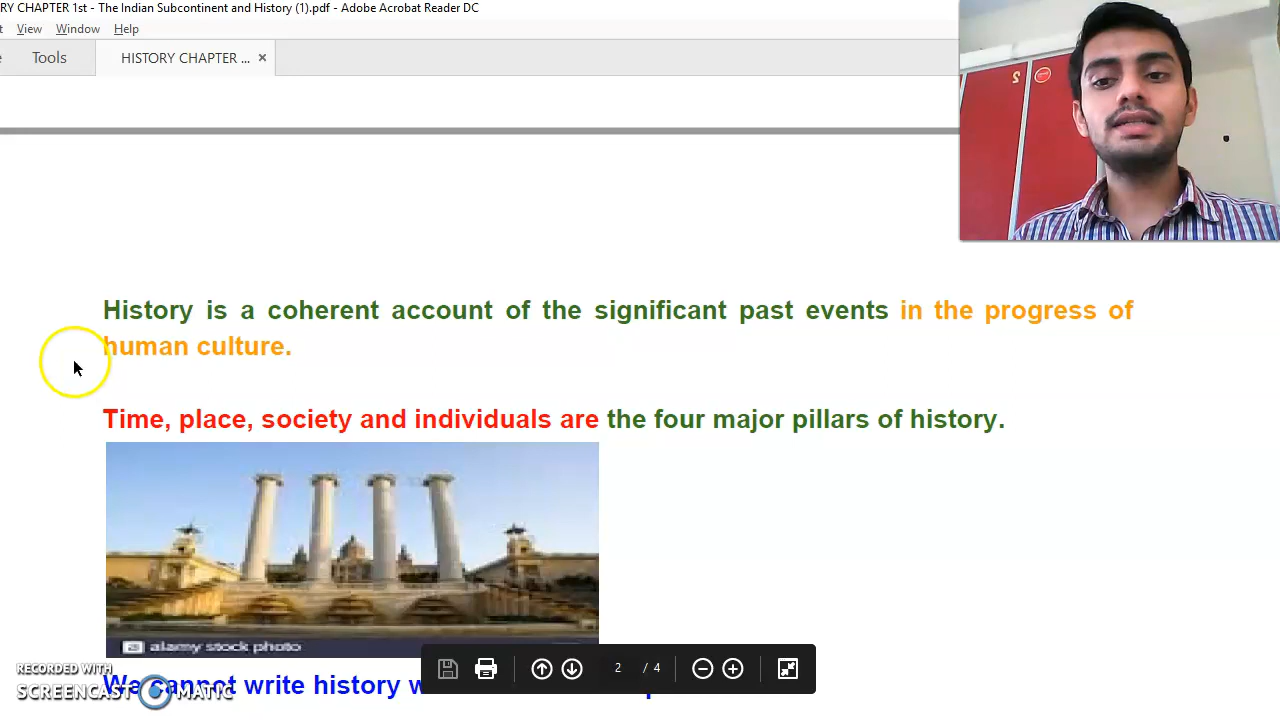 RY CHAPTER 1st - The Indian Subcontinent and History (1).pdf - Adobe Acrobat Reader DC
t View Window Help
e Tools HISTORY CHAPTER ... ×
2
History is a coherent account of the significant past events in the progress of
human culture.
Time, place, society and individuals are the four major pillars of history.
a alamy stock photo
2 / 4
RECORDED WITH
SCREENCAST MATIC
We cannot write history